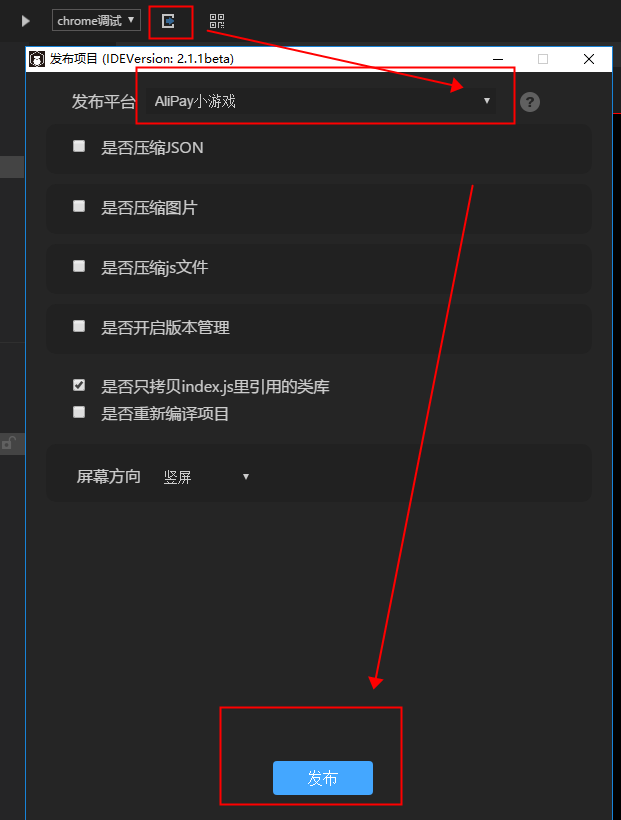 chrome调试
发布项目 (IDEVersion: 2.1.1beta)
发布平台 AliPay小游戏 ?
是否压缩JSON
是否压缩图片
是否压缩js文件
是否开启版本管理
是否只拷贝index.js里引用的类库
是否重新编译项目
屏幕方向 竖屏
发布